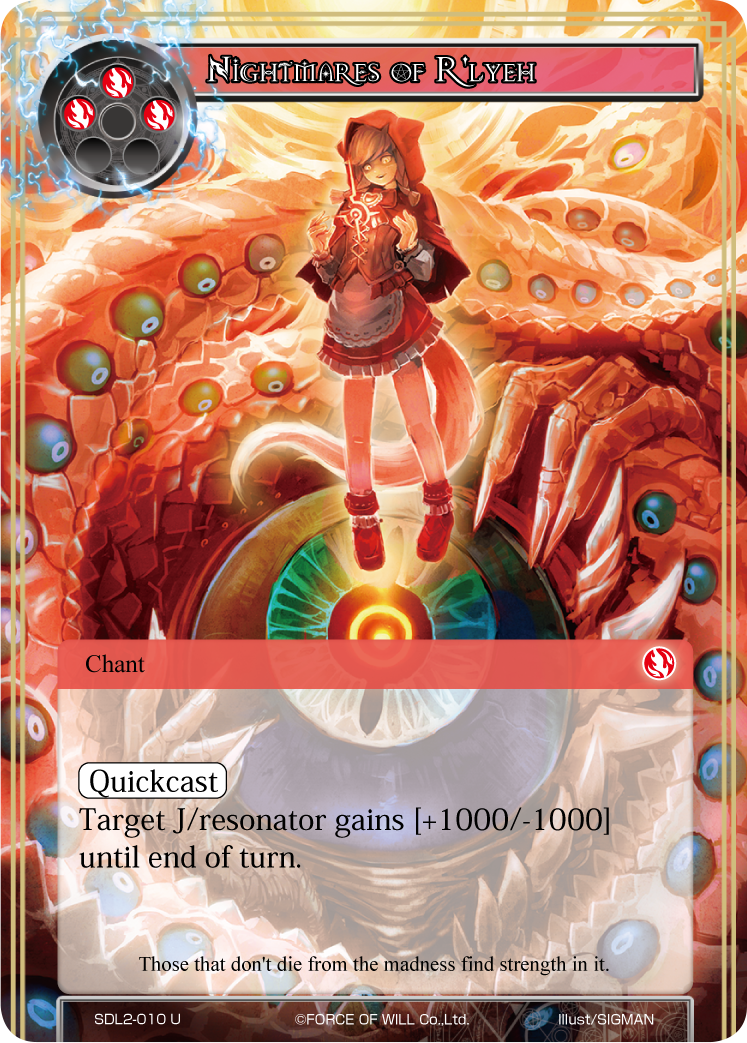 Nightmares of R'lyeh
Chant
Quickcast
Target J/resonator gains [+1000/-1000]
until end of turn.
Those that don't die from the madness find strength in it.
SDL2-010 U ©FORCE OF WILL Co.,Ltd. Illust/SIGMAN